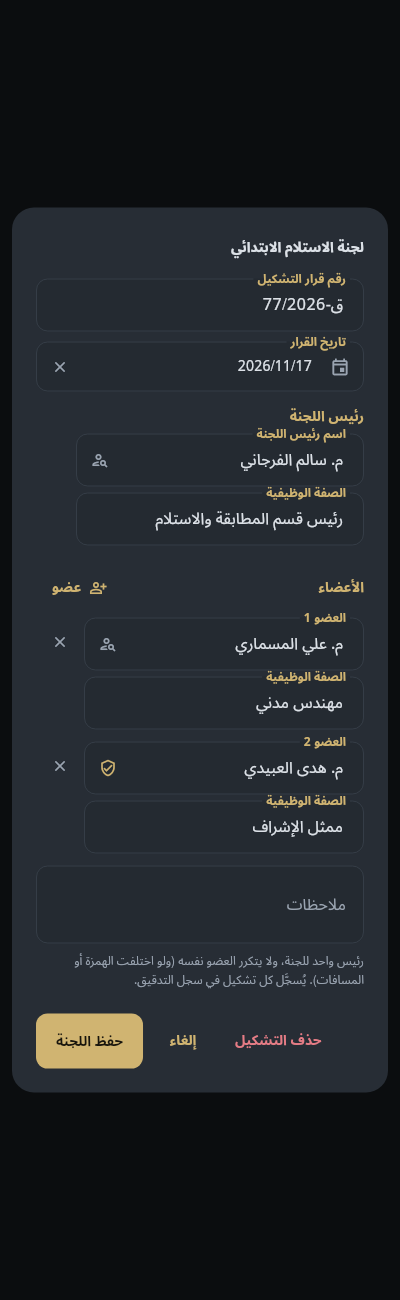 لجنة الاستلام الابتدائي
رقم قرار التشكيل
ق-77/2026
تاريخ القرار
2026/11/17
رئيس اللجنة
اسم رئيس اللجنة
م. سالم الفرجاني
الصفة الوظيفية
رئيس قسم المطابقة والاستلام
الأعضاء
عضو
العضو 1
م. علي المسماري
الصفة الوظيفية
مهندس مدني
العضو 2
م. هدى العبيدي
الصفة الوظيفية
ممثل الإشراف
ملاحظات
رئيس واحد للجنة، ولا يتكرر العضو نفسه (ولو اختلفت الهمزة أو
المسافات). يُسجَّل كل تشكيل في سجل التدقيق.
حذف التشكيل
إلغاء
حفظ اللجنة